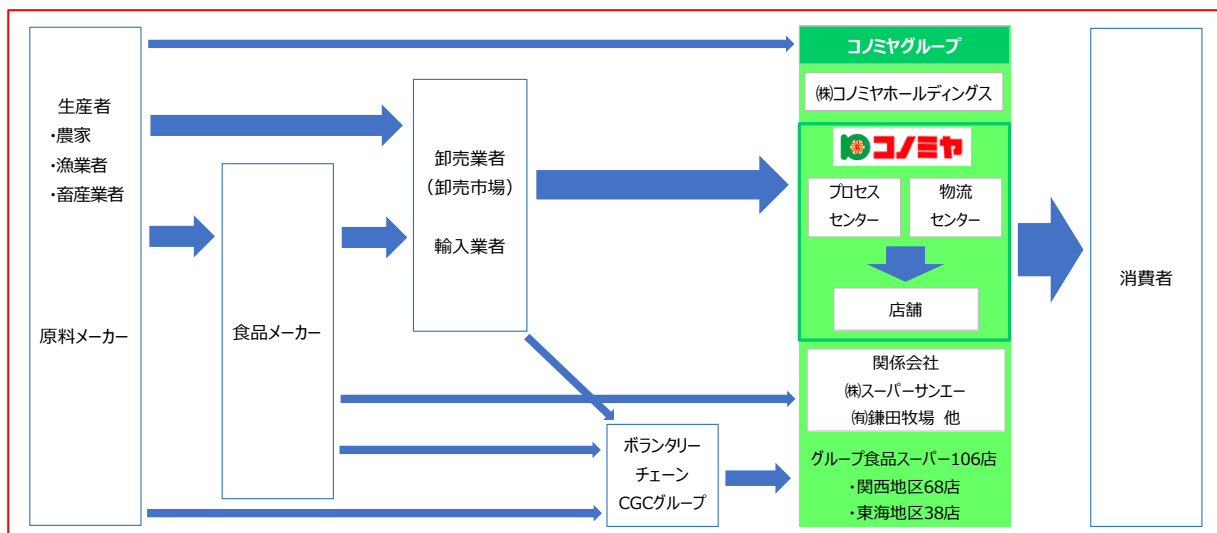 生産者
・農家
・漁業者
・畜産業者
原料メーカー
食品メーカー
卸売業者
（卸売市場）
輸入業者
ボランタリー
チェーン
CGCグループ
コノミヤグループ
㈱コノミヤホールディングス
コノミヤ
プロセス
センター
物流
センター
店舗
関係会社
㈱スーパーサンエー
㈲鎌田牧場 他
グループ食品スーパー106店
・関西地区68店
・東海地区38店
消費者